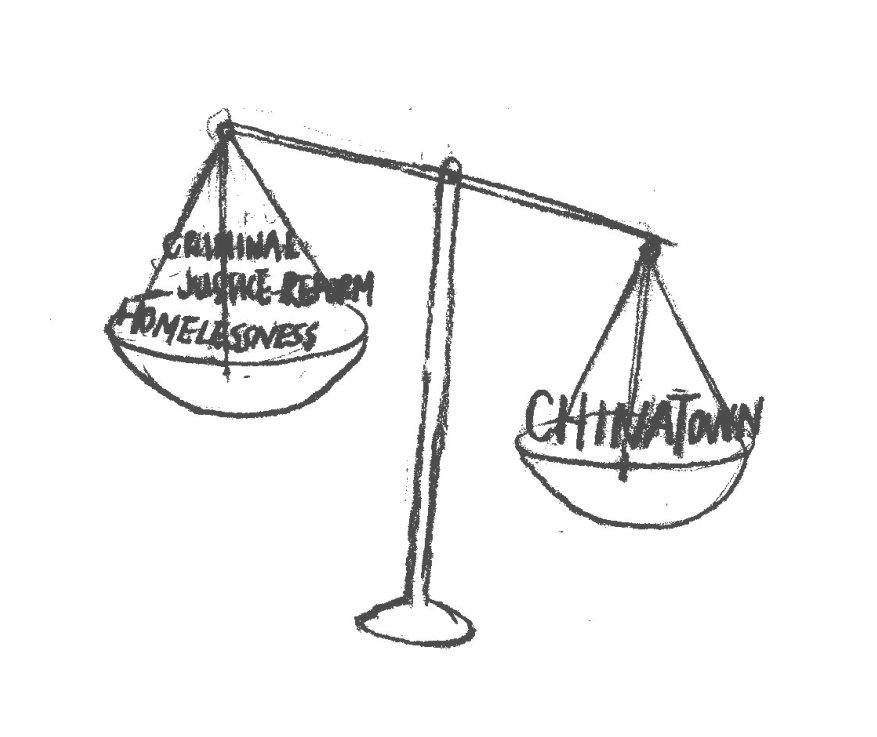 CRIMINAL
JUSTICE REFORM
HOMELESSNESS
CHINATOWN